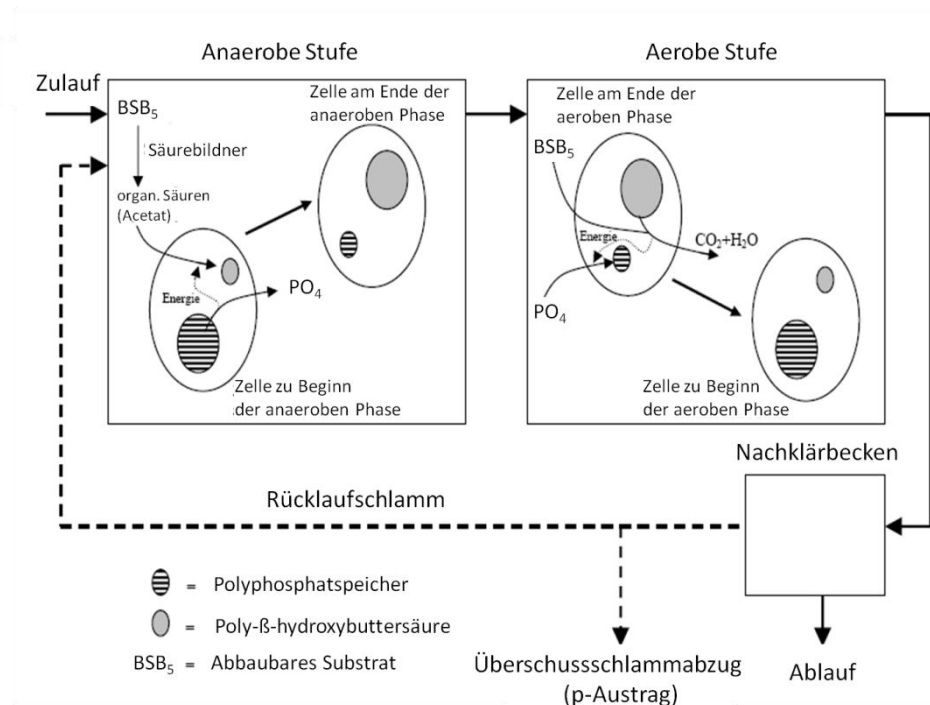 Anaerobe Stufe
Aerobe Stufe
Zulauf
BSB₅
Säurebildner
organ. Säuren
(Acetat)
Energie
PO₄
Zelle am Ende der
anaeroben Phase
Zelle zu Beginn
der anaeroben Phase
Zelle am Ende der
aeroben Phase
BSB₅
Energie
CO₂+H₂O
PO₄
Zelle zu Beginn
der aeroben Phase
Nachklärbecken
Rücklaufschlamm
= Polyphosphatspeicher
= Poly-ß-hydroxybuttersäure
BSB₅ = Abbaubares Substrat
Überschussschlammabzug
(p-Austrag)
Ablauf